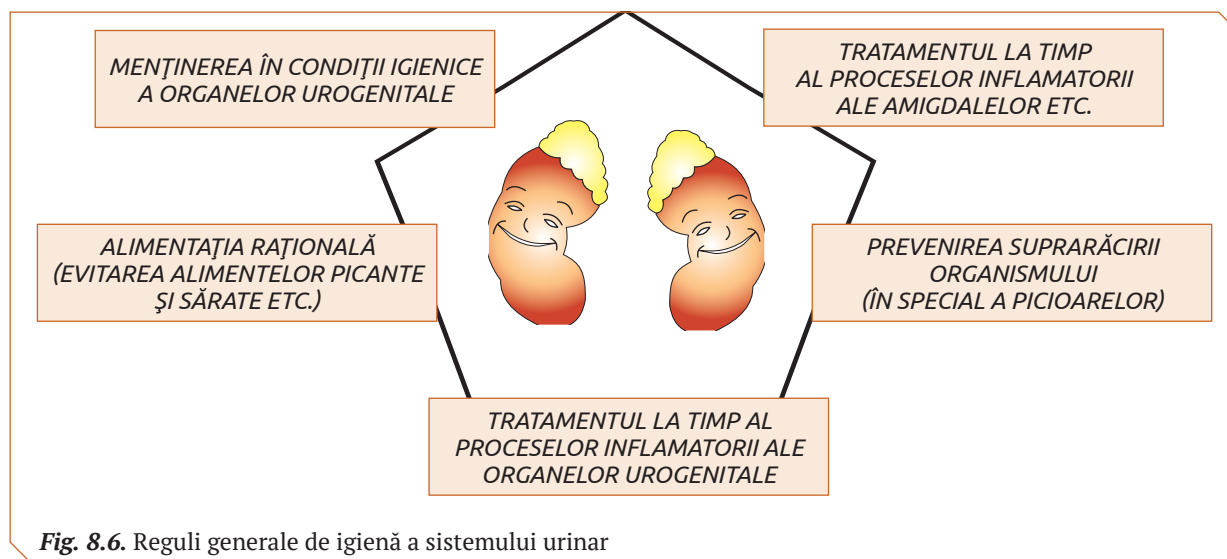 MENŢINEREA ÎN CONDIŢII IGIENICE
A ORGANELOR UROGENITALE
TRATAMENTUL LA TIMP
AL PROCESELOR INFLAMATORII
ALE AMIGDALELOR ETC.
ALIMENTAŢIA RAŢIONALĂ
(EVITAREA ALIMENTELOR PICANTE
ŞI SĂRATE ETC.)
PREVENIREA SUPRARĂCIRII
ORGANISMULUI
(ÎN SPECIAL A PICIOARELOR)
TRATAMENTUL LA TIMP AL
PROCESELOR INFLAMATORII ALE
ORGANELOR UROGENITALE
Fig. 8.6. Reguli generale de igienă a sistemului urinar